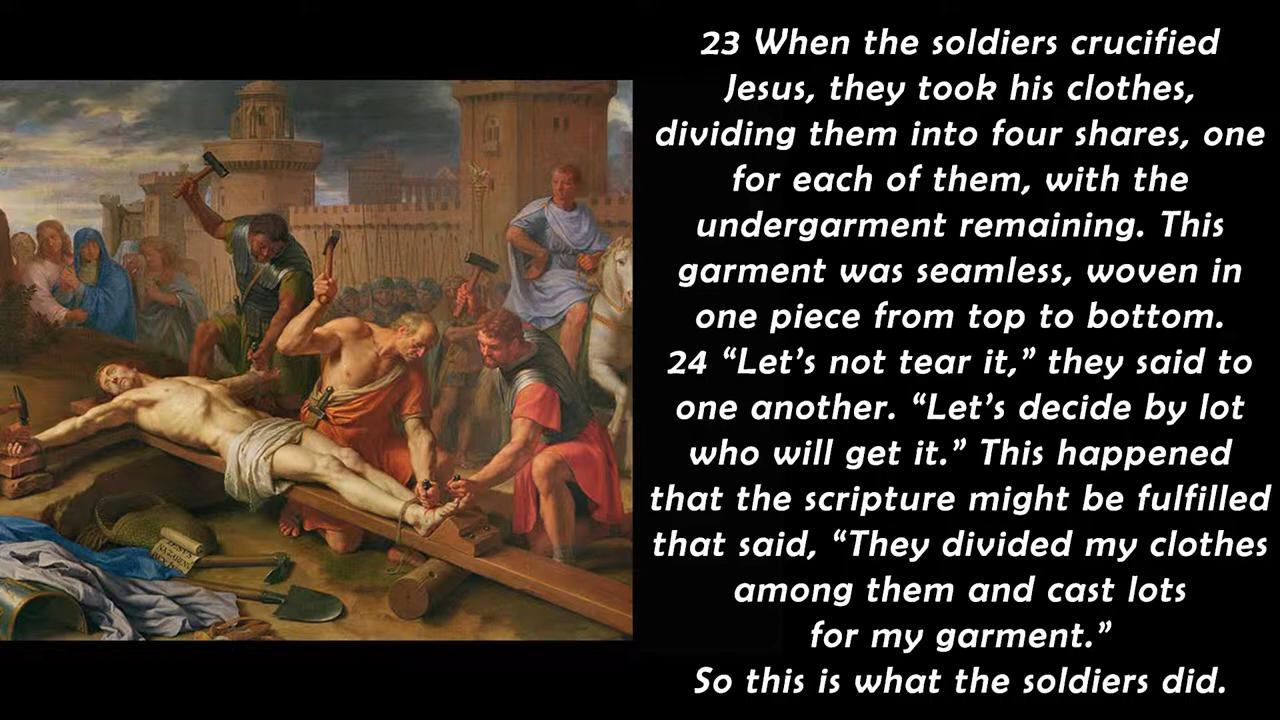 23 When the soldiers crucified
Jesus, they took his clothes,
dividing them into four shares, one
for each of them, with the
undergarment remaining. This
garment was seamless, woven in
one piece from top to bottom.
24 “Let’s not tear it,” they said to
one another. “Let’s decide by lot
who will get it.” This happened
that the scripture might be fulfilled
that said, “They divided my clothes
among them and cast lots
for my garment.”
So this is what the soldiers did.